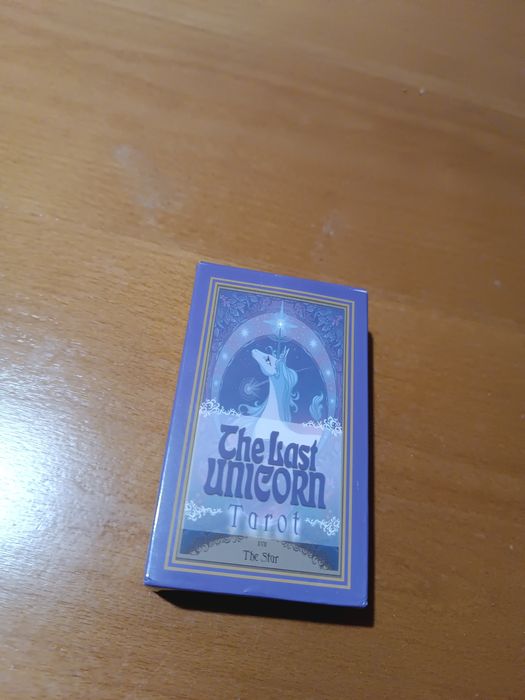 The Last
UNICORN
Tarot
XVII
The Star